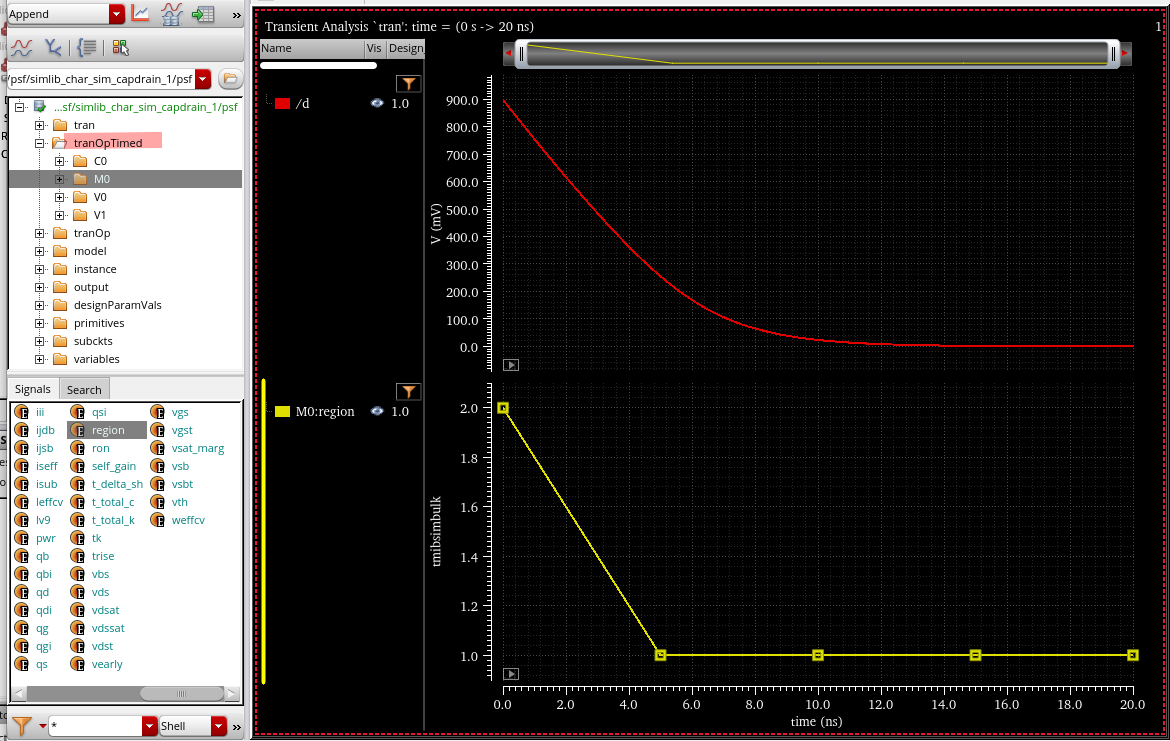 Append
»
/psf/simlib_char_sim_capdrain_1/psf
...sf/simlib_char_sim_capdrain_1/psf
tran
tranOpTimed
C0
M0
V0
V1
tranOp
model
instance
output
designParamVals
primitives
subckts
variables
Signals Search
iii qsi vgs
ijdb region vgst
ijsb ron vsat_marg
iseff self_gain vsb
isub t_delta_sh vsbt
leffcv t_total_c vth
lv9 t_total_k weffcv
pwr tk
qb trise
qbi vbs
qd vds
qdi vdsat
qg vdssat
qgi vdst
qs vearly
* Shell »
Transient Analysis `tran': time = (0 s -> 20 ns) 1
Name Vis Design
/d 1.0
V (mV)
900.0
800.0
700.0
600.0
500.0
400.0
300.0
200.0
100.0
0.0
M0:region 1.0
tmibsimbulk
2.0
1.8
1.6
1.4
1.2
1.0
0.0 2.0 4.0 6.0 8.0 10.0 12.0 14.0 16.0 18.0 20.0
time (ns)